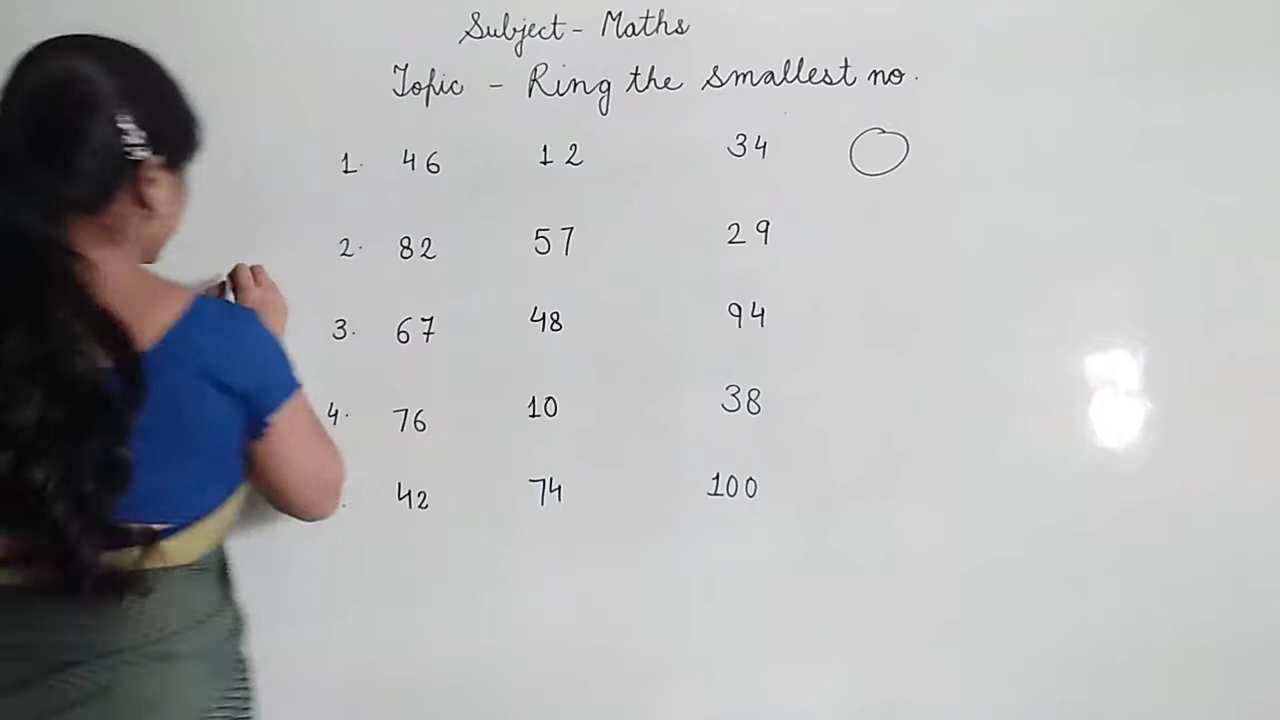 Subject - Maths
Topic - Ring the smallest no.
1. 46 12 34
2. 82 57 29
3. 67 48 94
4. 76 10 38
. 42 74 100